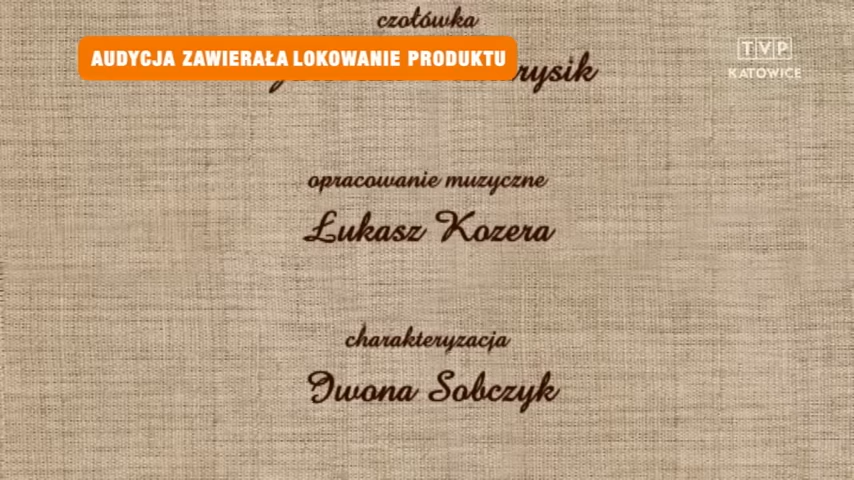 czołówka
AUDYCJA ZAWIERAŁA LOKOWANIE PRODUKTU
TVP
KATOWICE
opracowanie muzyczne
Łukasz Kozera
charakteryzacja
Iwona Sobczyk